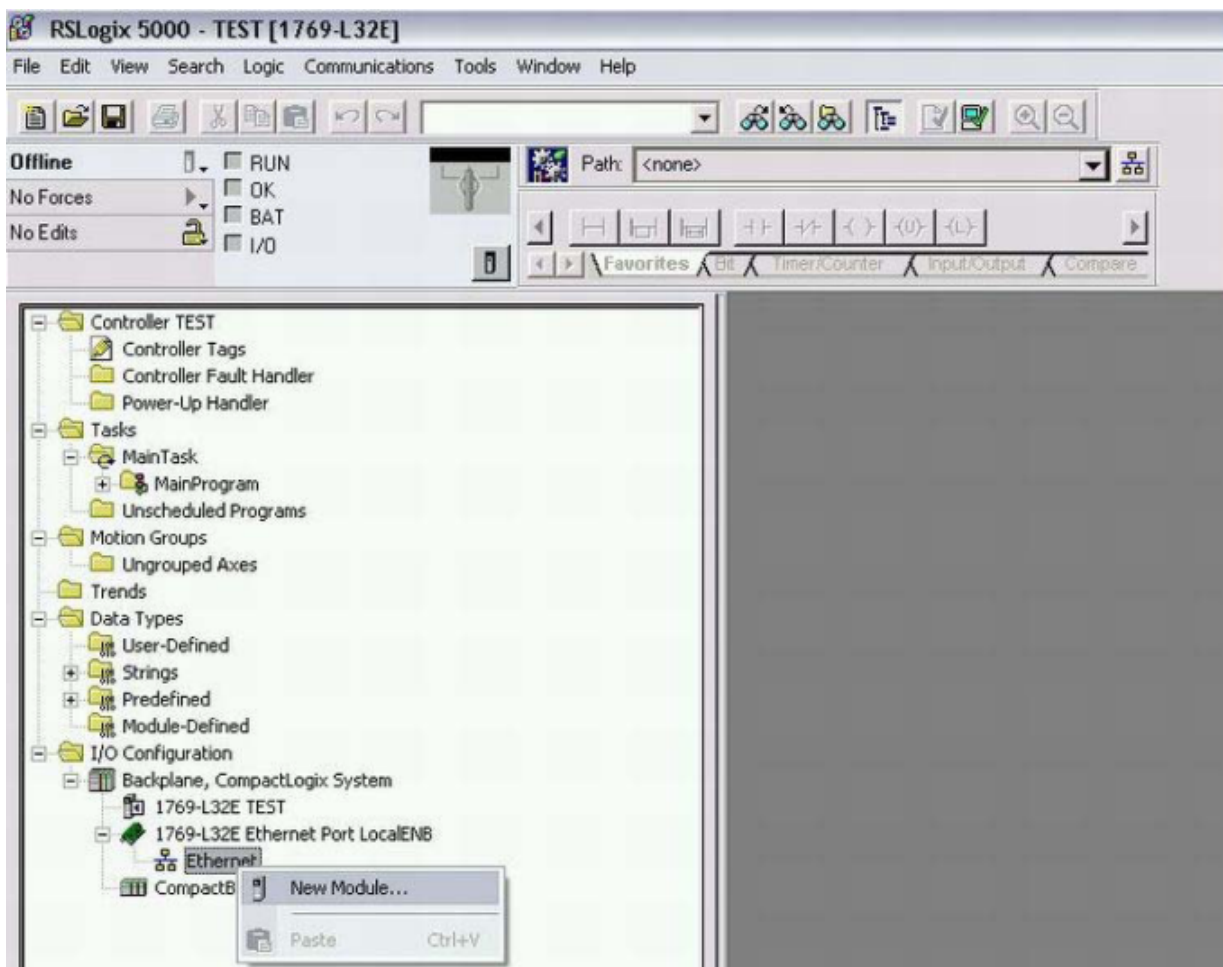 RSLogix 5000 - TEST [1769-L32E]
File Edit View Search Logic Communications Tools Window Help
Offline
RUN
Path: <none>
No Forces
OK
BAT
No Edits
I/O
Favorites Bit Timer/Counter Input/Output Compare
Controller TEST
Controller Tags
Controller Fault Handler
Power-Up Handler
Tasks
MainTask
MainProgram
Unscheduled Programs
Motion Groups
Ungrouped Axes
Trends
Data Types
User-Defined
Strings
Predefined
Module-Defined
I/O Configuration
Backplane, CompactLogix System
1769-L32E TEST
1769-L32E Ethernet Port LocalENB
Ethernet
CompactB
New Module...
Paste Ctrl+V